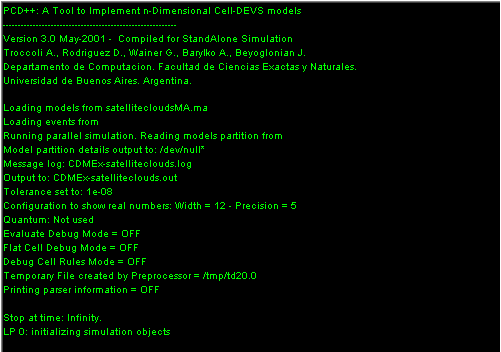 PCD++: A Tool to Implement n-Dimensional Cell-DEVS models
------------------------------------------------------------
Version 3.0 May-2001 - Compiled for StandAlone Simulation
Troccoli A., Rodriguez D., Wainer G., Barylko A., Beyoglonian J.
Departamento de Computacion. Facultad de Ciencias Exactas y Naturales.
Universidad de Buenos Aires. Argentina.
Loading models from satellitecloudsMA.ma
Loading events from
Running parallel simulation. Reading models partition from
Model partition details output to: /dev/null*
Message log: CDMEx-satelliteclouds.log
Output to: CDMEx-satelliteclouds.out
Tolerance set to: 1e-08
Configuration to show real numbers: Width = 12 - Precision = 5
Quantum: Not used
Evaluate Debug Mode = OFF
Flat Cell Debug Mode = OFF
Debug Cell Rules Mode = OFF
Temporary File created by Preprocessor = /tmp/td20.0
Printing parser information = OFF
Stop at time: Infinity.
LP 0: initializing simulation objects